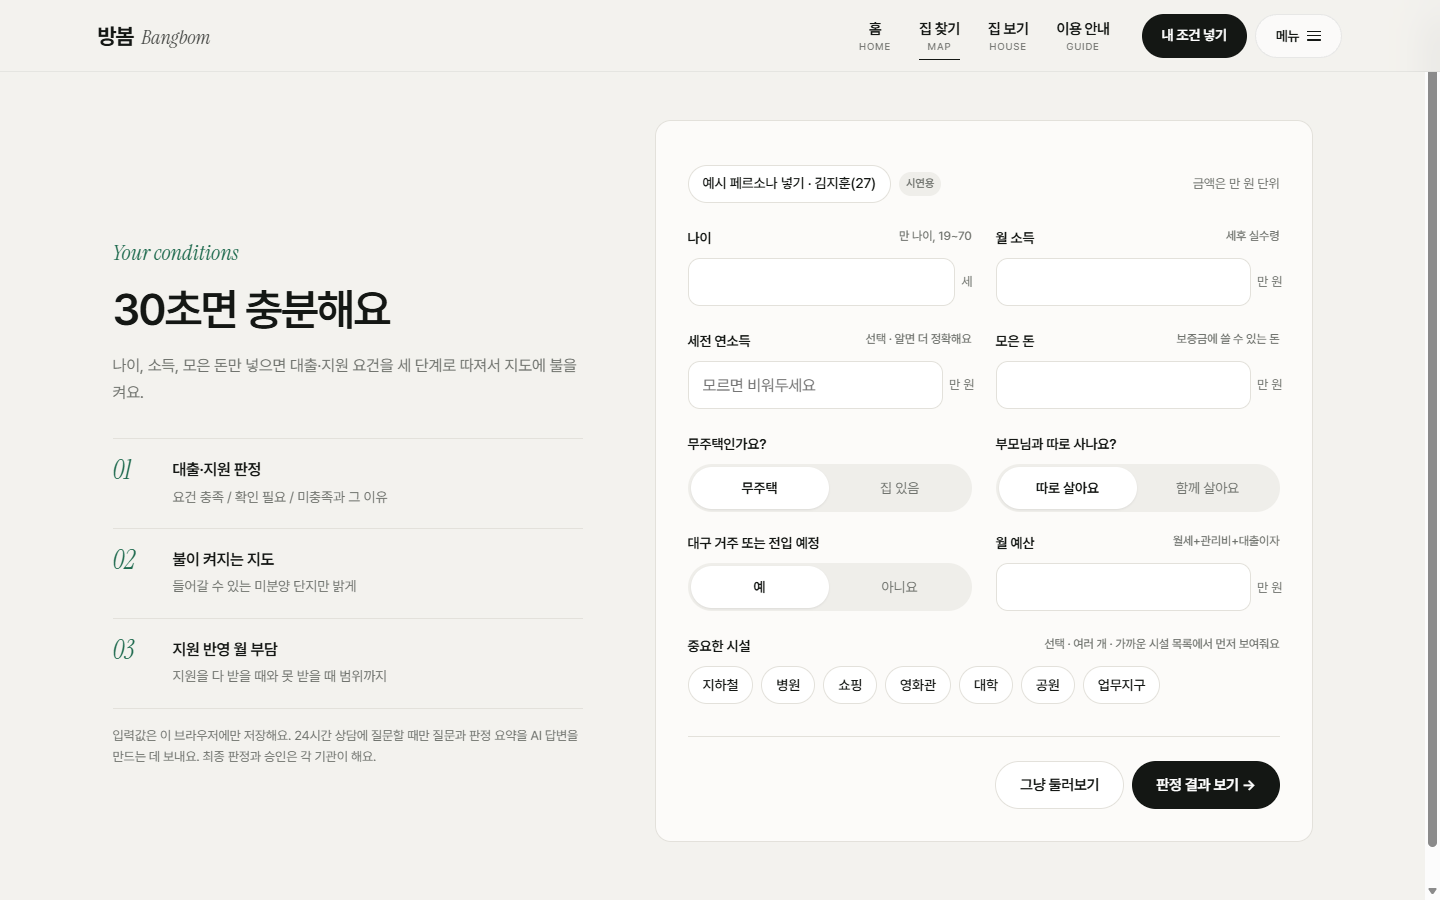 방봄 Bangbom
홈
HOME
집 찾기
MAP
집 보기
HOUSE
이용 안내
GUIDE
내 조건 넣기
메뉴
Your conditions
30초면 충분해요
나이, 소득, 모은 돈만 넣으면 대출·지원 요건을 세 단계로 따져서 지도에 불을
켜요.
01 대출·지원 판정
요건 충족 / 확인 필요 / 미충족과 그 이유
02 불이 켜지는 지도
들어갈 수 있는 미분양 단지만 밝게
03 지원 반영 월 부담
지원을 다 받을 때와 못 받을 때 범위까지
입력값은 이 브라우저에만 저장해요. 24시간 상담에 질문할 때만 질문과 판정 요약을 AI 답변을
만드는 데 보내요. 최종 판정과 승인은 각 기관이 해요.
예시 페르소나 넣기 · 김지훈(27) 시연용 금액은 만 원 단위
나이 만 나이, 19~70
세
월 소득 세후 실수령
만 원
세전 연소득 선택 · 알면 더 정확해요
모르면 비워두세요 만 원
모은 돈 보증금에 쓸 수 있는 돈
만 원
무주택인가요?
무주택 집 있음
부모님과 따로 사나요?
따로 살아요 함께 살아요
대구 거주 또는 전입 예정
예 아니요
월 예산 월세+관리비+대출이자
만 원
중요한 시설 선택 · 여러 개 · 가까운 시설 목록에서 먼저 보여줘요
지하철 병원 쇼핑 영화관 대학 공원 업무지구
그냥 둘러보기 판정 결과 보기 →